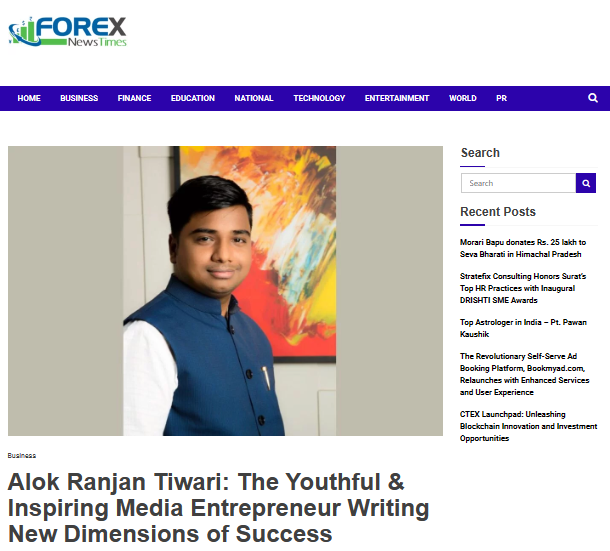 FOREX
NewsTimes
HOME BUSINESS FINANCE EDUCATION NATIONAL TECHNOLOGY ENTERTAINMENT WORLD PR
Search
Search
Recent Posts
Morari Bapu donates Rs. 25 lakh to
Seva Bharati in Himachal Pradesh
Stratefix Consulting Honors Surat's
Top HR Practices with Inaugural
DRISHTI SME Awards
Top Astrologer in India – Pt. Pawan
Kaushik
The Revolutionary Self-Serve Ad
Booking Platform, Bookmyad.com,
Relaunches with Enhanced Services
and User Experience
CTEX Launchpad: Unleashing
Blockchain Innovation and Investment
Opportunities
Business
Alok Ranjan Tiwari: The Youthful &
Inspiring Media Entrepreneur Writing
New Dimensions of Success